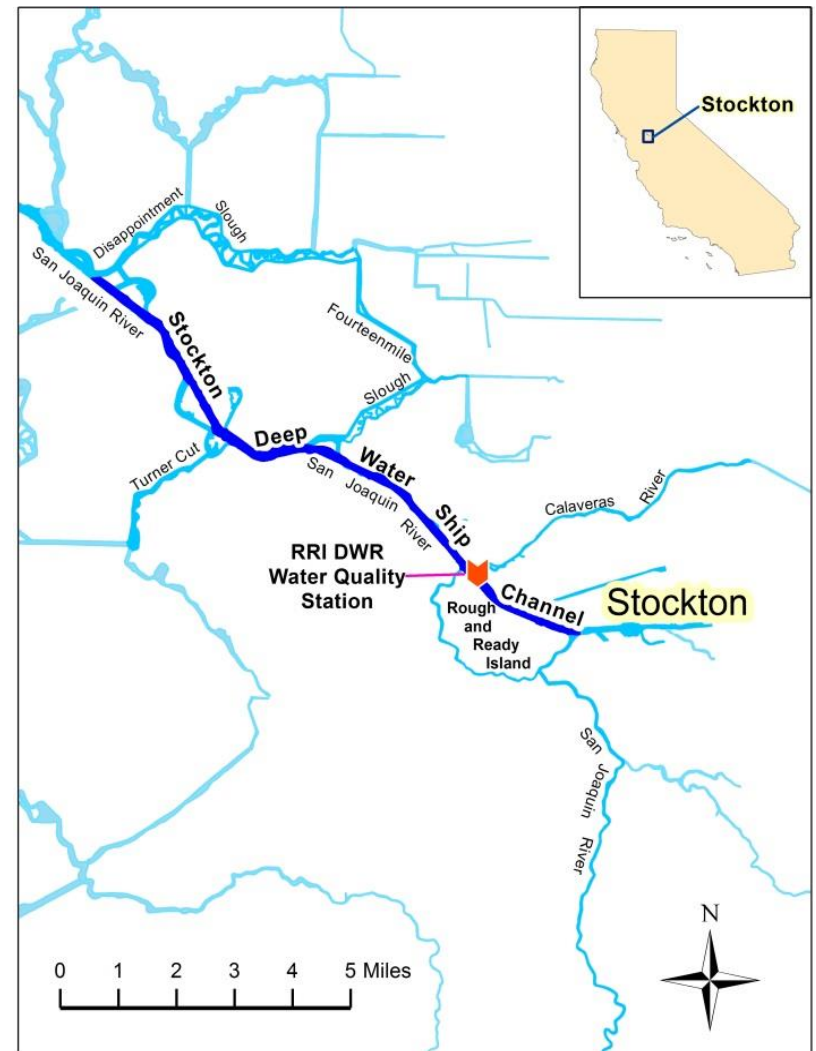 Stockton
Disappointment
Slough
San Joaquin River
Stockton
Fourteenmile
Slough
Deep
Turner Cut
Water
San Joaquin River
Ship
Calaveras River
RRI DWR
Water Quality
Station
Channel
Stockton
Rough
and
Ready
Island
San Joaquin River
N
0 1 2 3 4 5 Miles